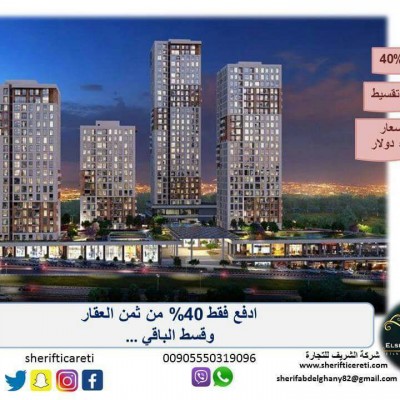 40%
تقسيط
دولار
ادفع فقط 40% من ثمن العقار
وقسط الباقي ...
sherifticareti
00905550319096
شركة الشريف للتجارة
www.sherifticereti.com
sherifabdelghany82@gmail.com